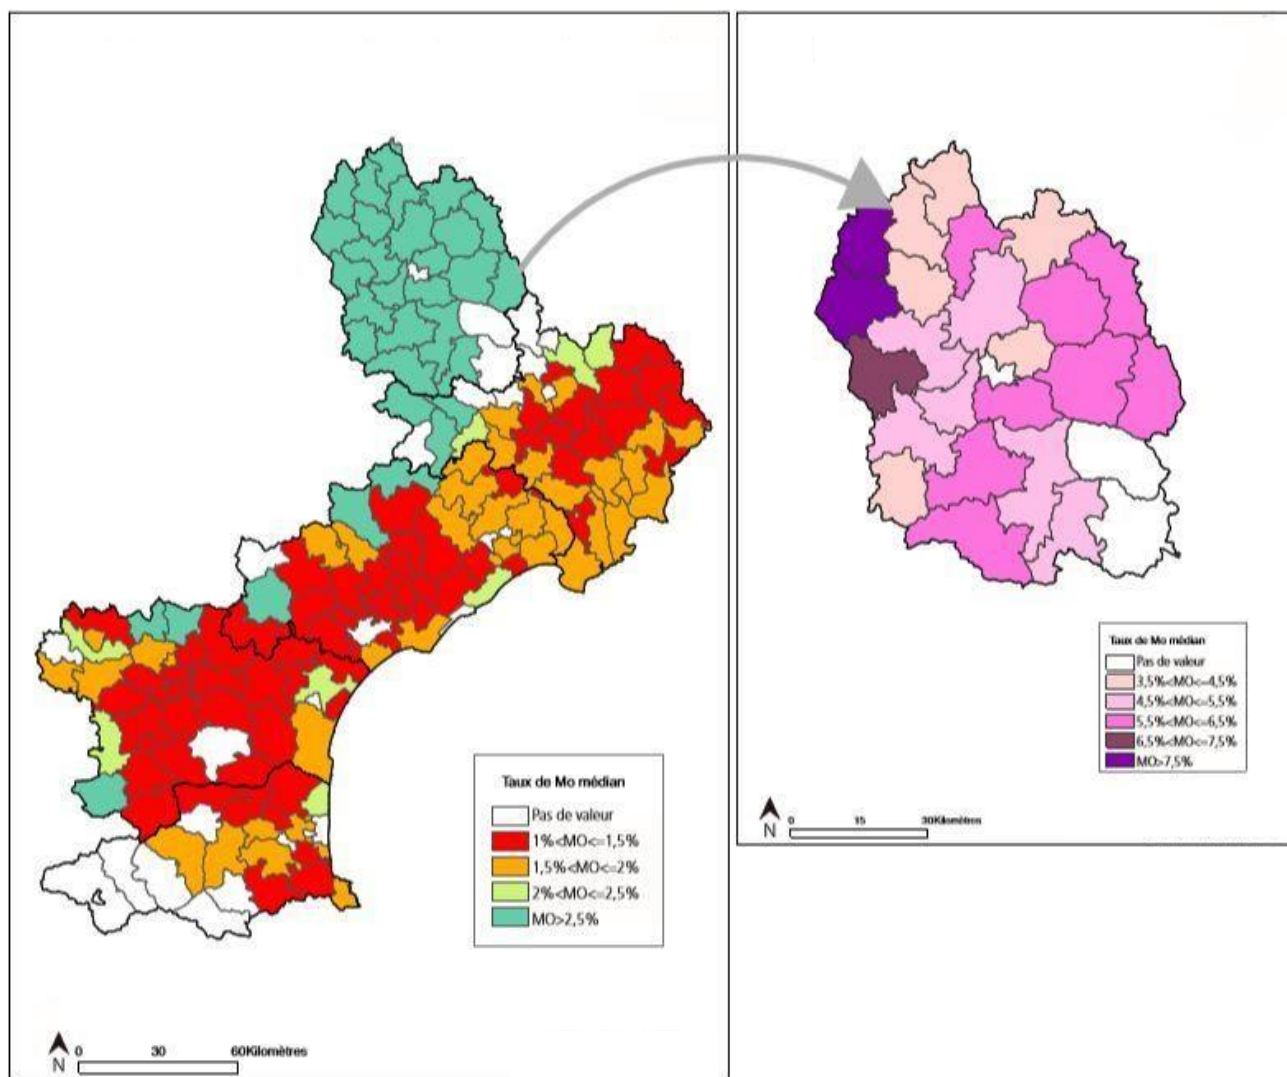 Taux de Mo médian
Pas de valeur
1%<MO<=1,5%
1,5%<MO<=2%
2%<MO<=2,5%
MO>2,5%
N
0 30 60Kilomètres
Taux de Mo médian
Pas de valeur
3,5%<MO<=4,5%
4,5%<MO<=5,5%
5,5%<MO<=6,5%
6,5%<MO<=7,5%
MO>7,5%
N
0 15 30Kilomètres